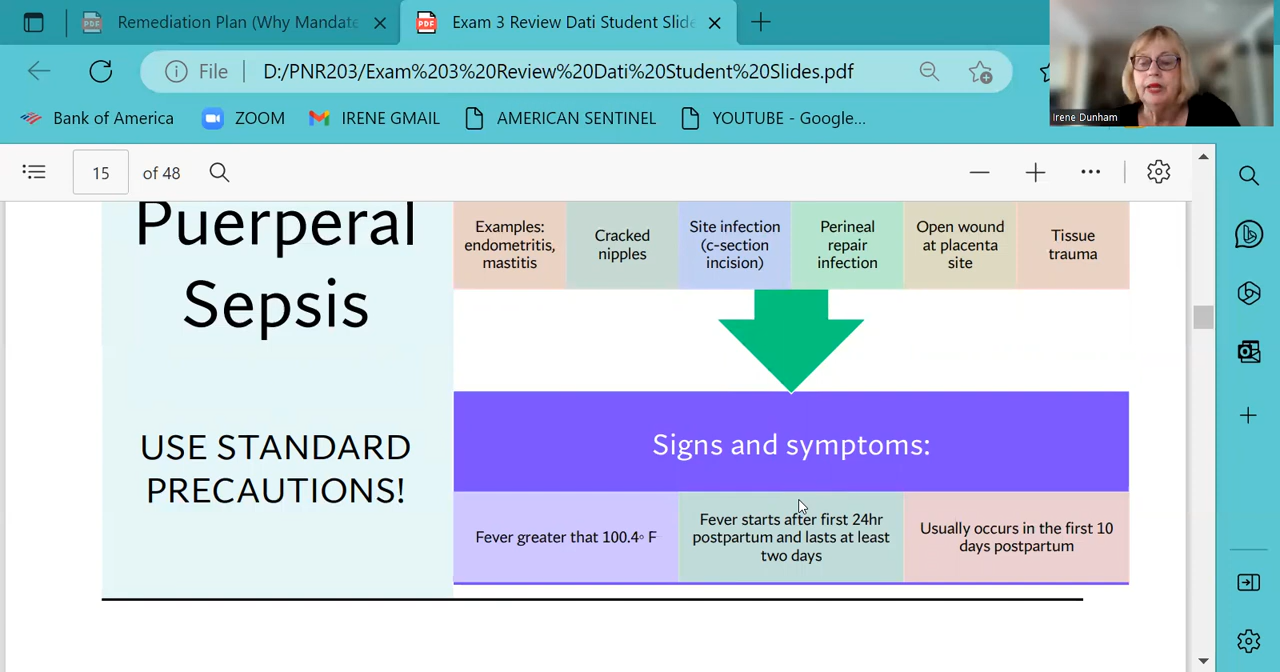 Remediation Plan (Why Mandate
Exam 3 Review Dati Student Slide
File
D:/PNR203/Exam%203%20Review%20Dati%20Student%20Slides.pdf
Irene Dunham
Bank of America
ZOOM
IRENE GMAIL
AMERICAN SENTINEL
YOUTUBE - Google...
15
of 48
Puerperal
Sepsis
USE STANDARD
PRECAUTIONS!
Examples:
endometritis,
mastitis
Cracked
nipples
Site infection
(c-section
incision)
Perineal
repair
infection
Open wound
at placenta
site
Tissue
trauma
Signs and symptoms:
Fever greater that 100.4° F
Fever starts after first 24hr
postpartum and lasts at least
two days
Usually occurs in the first 10
days postpartum